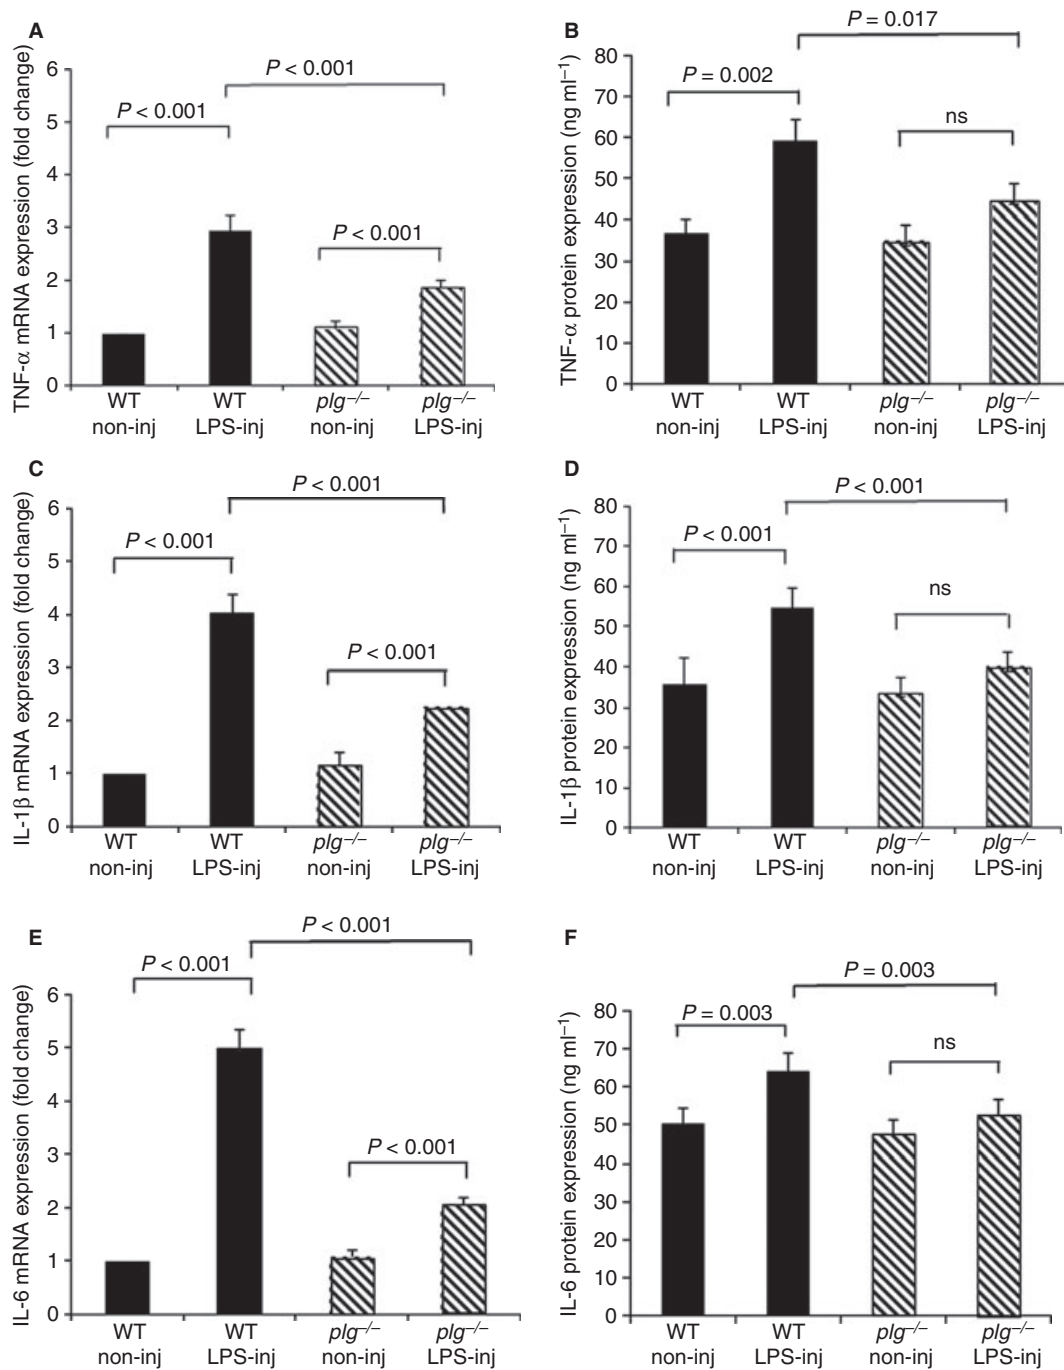 A
TNF-α mRNA expression (fold change)
6
5
4
3
2
1
0
P < 0.001
P < 0.001
P < 0.001
WT
non-inj
WT
LPS-inj
plg–/–
non-inj
plg–/–
LPS-inj
B
TNF-α protein expression (ng ml–1)
80
70
60
50
40
30
20
10
0
P = 0.017
P = 0.002
ns
WT
non-inj
WT
LPS-inj
plg–/–
non-inj
plg–/–
LPS-inj
C
IL-1β mRNA expression (fold change)
6
5
4
3
2
1
0
P < 0.001
P < 0.001
P < 0.001
WT
non-inj
WT
LPS-inj
plg–/–
non-inj
plg–/–
LPS-inj
D
IL-1β protein expression (ng ml–1)
80
70
60
50
40
30
20
10
0
P < 0.001
P < 0.001
ns
WT
non-inj
WT
LPS-inj
plg–/–
non-inj
plg–/–
LPS-inj
E
IL-6 mRNA expression (fold change)
6
5
4
3
2
1
0
P < 0.001
P < 0.001
P < 0.001
WT
non-inj
WT
LPS-inj
plg–/–
non-inj
plg–/–
LPS-inj
F
IL-6 protein expression (ng ml–1)
80
70
60
50
40
30
20
10
0
P = 0.003
P = 0.003
ns
WT
non-inj
WT
LPS-inj
plg–/–
non-inj
plg–/–
LPS-inj